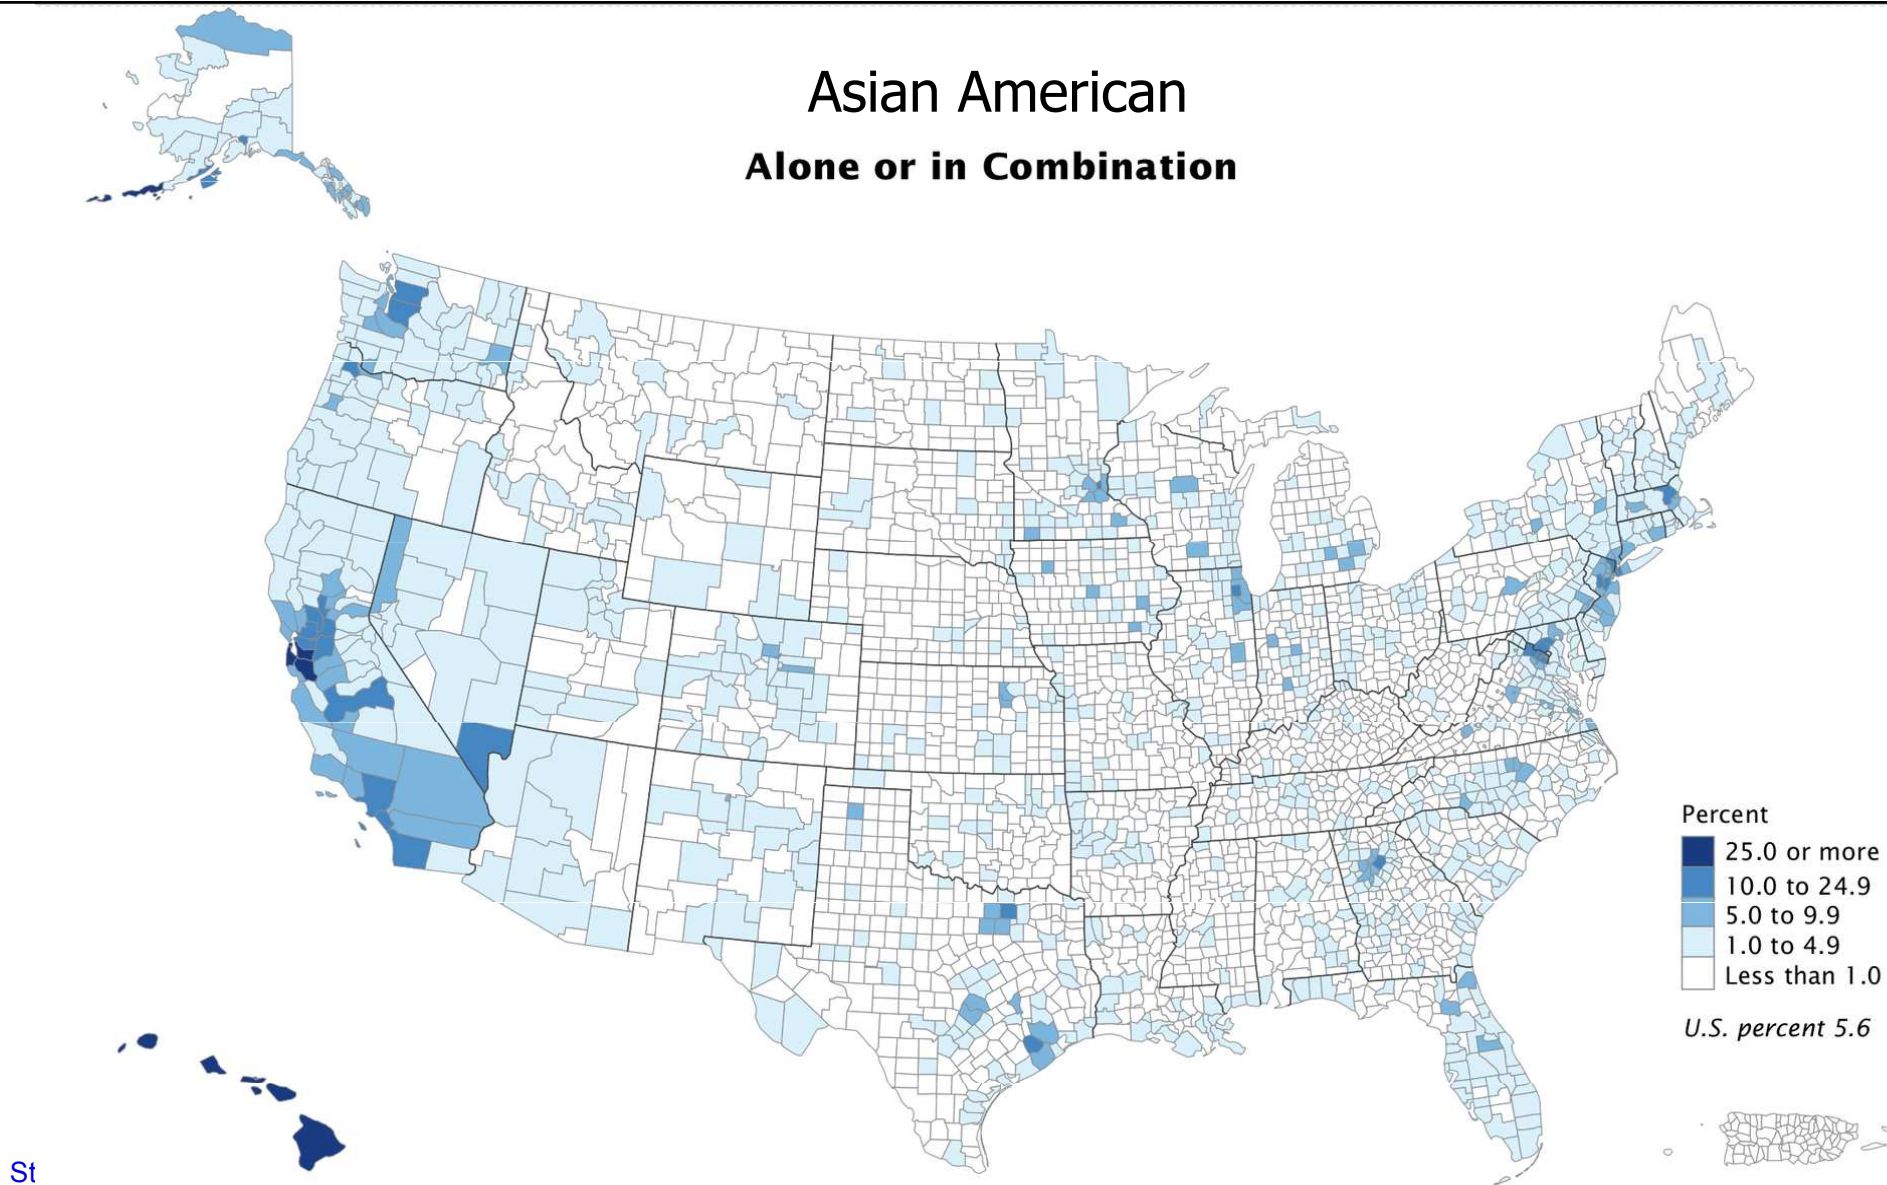 Asian American
Alone or in Combination
Percent
25.0 or more
10.0 to 24.9
5.0 to 9.9
1.0 to 4.9
Less than 1.0
U.S. percent 5.6
St